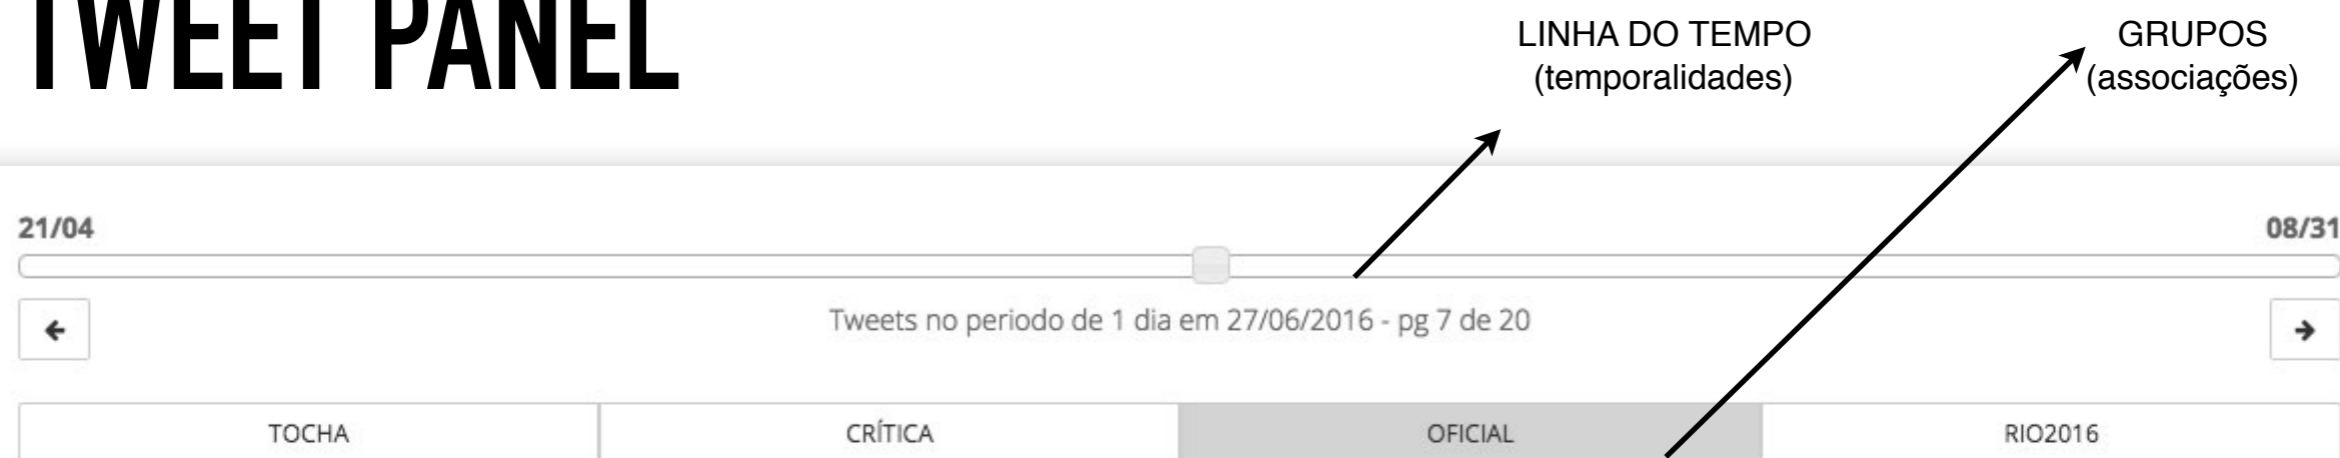 TWEET PANEL
LINHA DO TEMPO
(temporalidades)
GRUPOS
(associações)
21/04
08/31
Tweets no periodo de 1 dia em 27/06/2016 - pg 7 de 20
TOCHA
CRÍTICA
OFICIAL
RIO2016